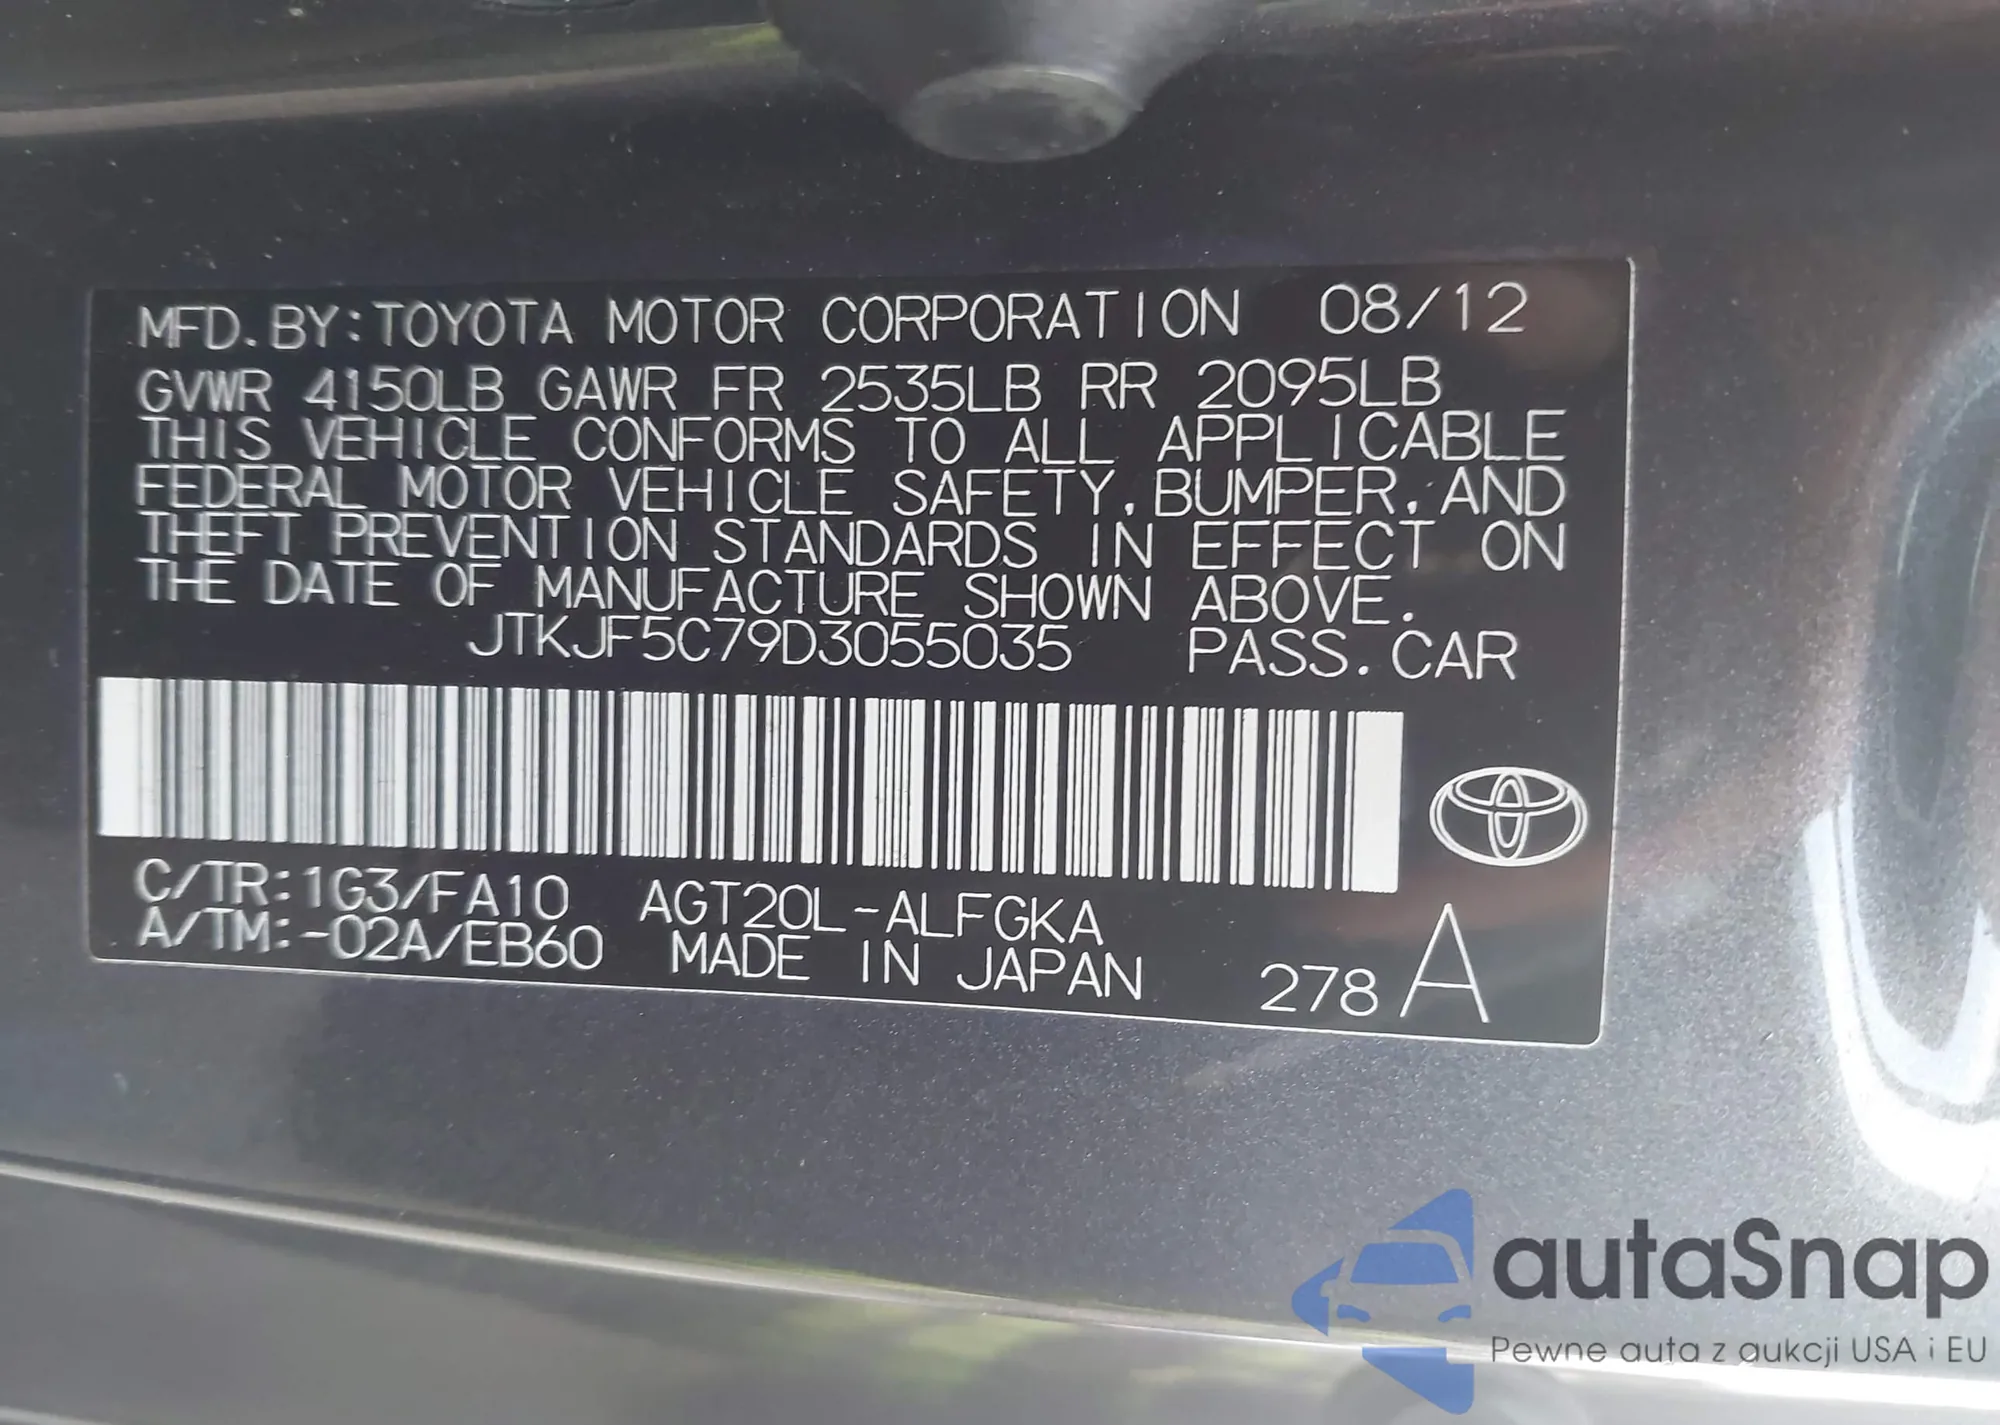 MFD.BY:TOYOTA MOTOR CORPORATION 08/12
GVWR 4150LB GAWR FR 2535LB RR 2095LB
THIS VEHICLE CONFORMS TO ALL APPLICABLE
FEDERAL MOTOR VEHICLE SAFETY,BUMPER,AND
THEFT PREVENTION STANDARDS IN EFFECT ON
THE DATE OF MANUFACTURE SHOWN ABOVE.
JTKJF5C79D3055035 PASS.CAR
C/TR:1G3/FA10 AGT20L-ALFGKA
A/TM:-02A/EB60 MADE IN JAPAN 278 A
autaSnap
Pewne auta z aukcji USA i EU